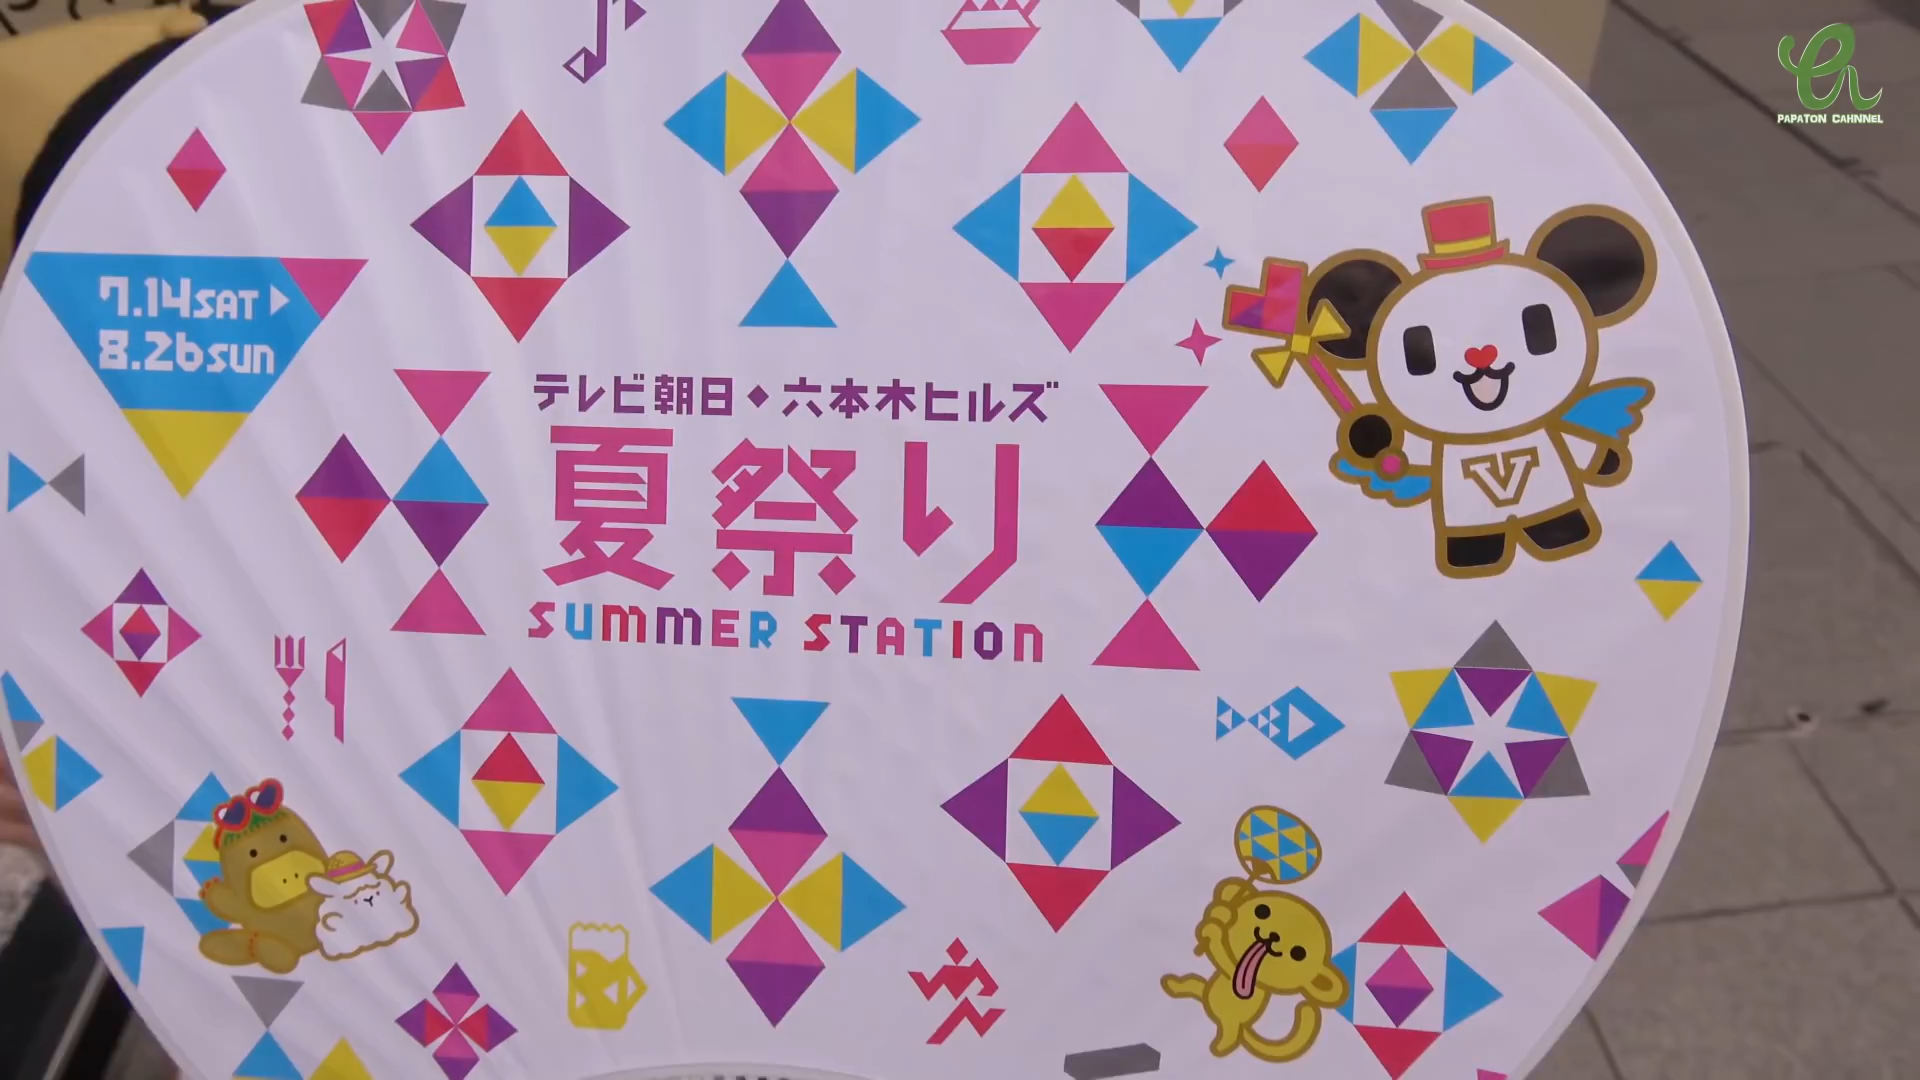 PAPATON CAHNNEL
7.14SAT▶
8.26SUN
テレビ朝日◆六本木ヒルズ
夏祭り
SUMMER STATION
V